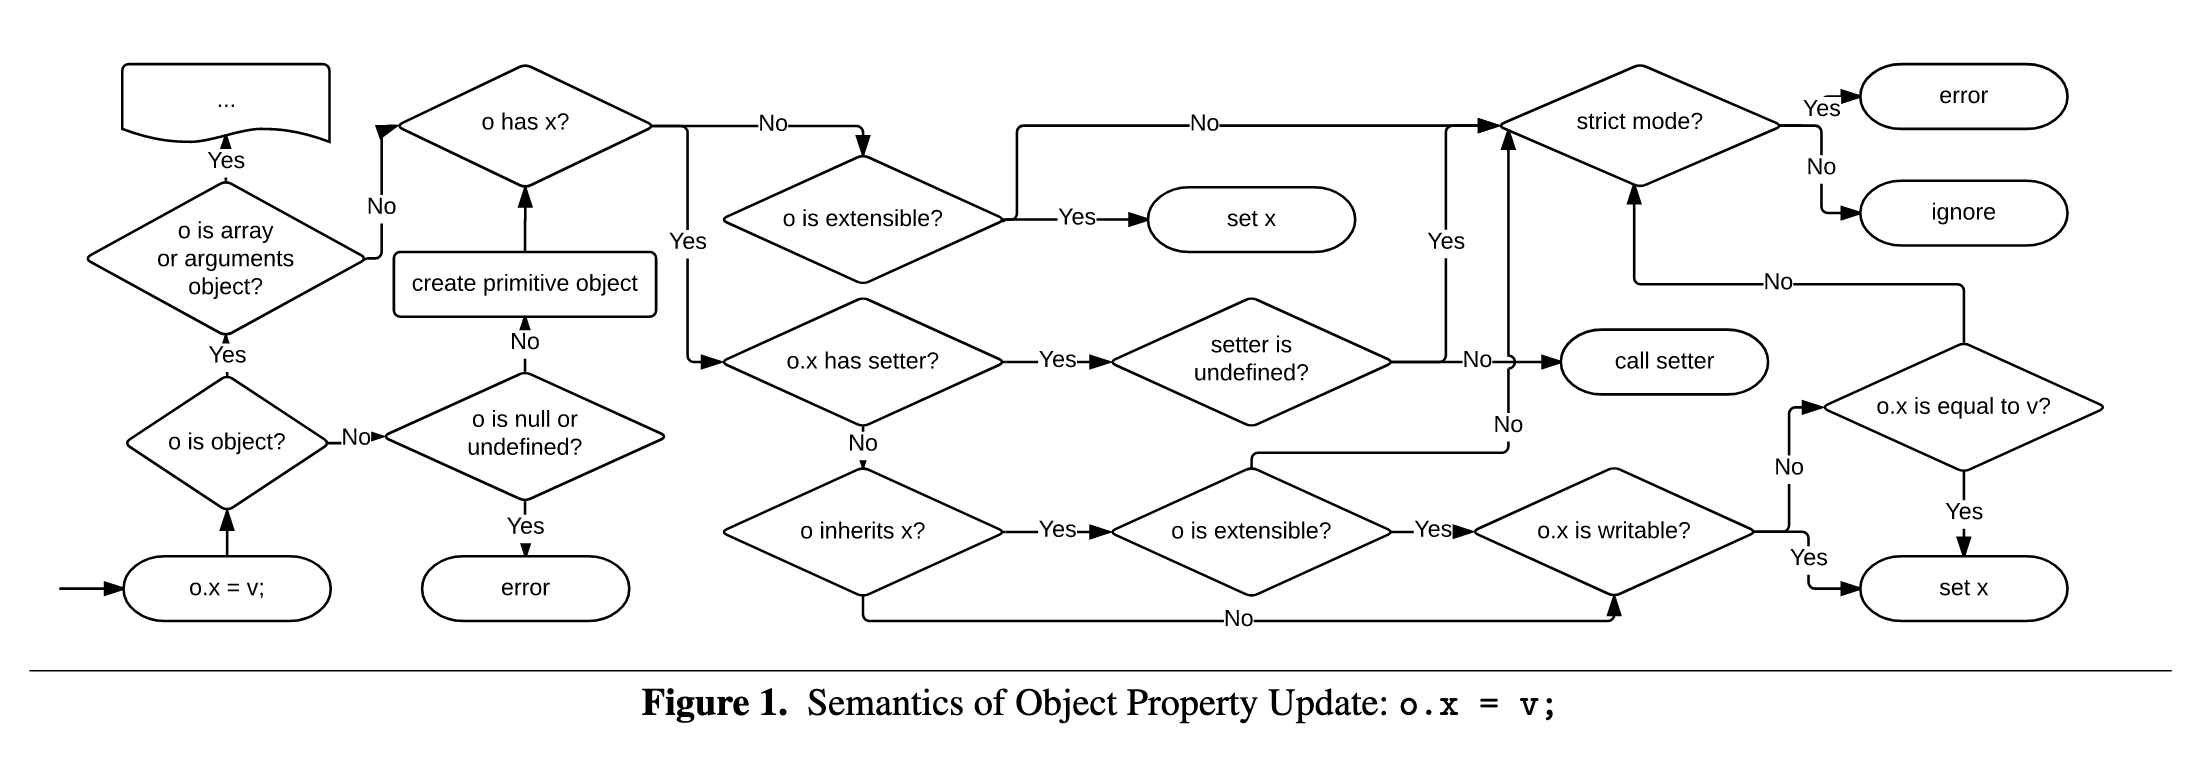 ...
Yes
o is array
or arguments
object?
No
Yes
o is object?
No
o.x = v;
o has x?
create primitive object
No
o is null or
undefined?
Yes
error
No
Yes
o is extensible?
No
Yes
set x
o.x has setter?
Yes
setter is
undefined?
Yes
No
call setter
No
o inherits x?
Yes
o is extensible?
No
Yes
o.x is writable?
No
No
Yes
strict mode?
Yes
error
No
ignore
No
o.x is equal to v?
Yes
set x
Figure 1. Semantics of Object Property Update: o.x = v;